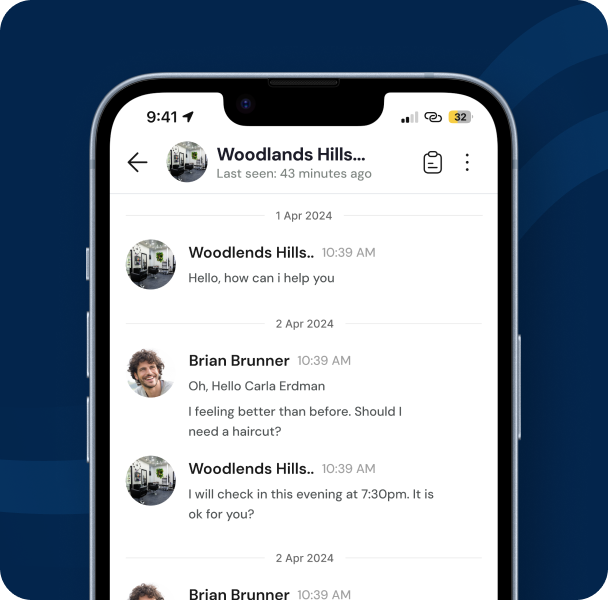 9:41
32
Woodlands Hills...
Last seen: 43 minutes ago
1 Apr 2024
Woodlends Hills.. 10:39 AM
Hello, how can i help you
2 Apr 2024
Brian Brunner 10:39 AM
Oh, Hello Carla Erdman
I feeling better than before. Should I
need a haircut?
Woodlends Hills.. 10:39 AM
I will check in this evening at 7:30pm. It is
ok for you?
2 Apr 2024
Brian Brunner 10:39 AM